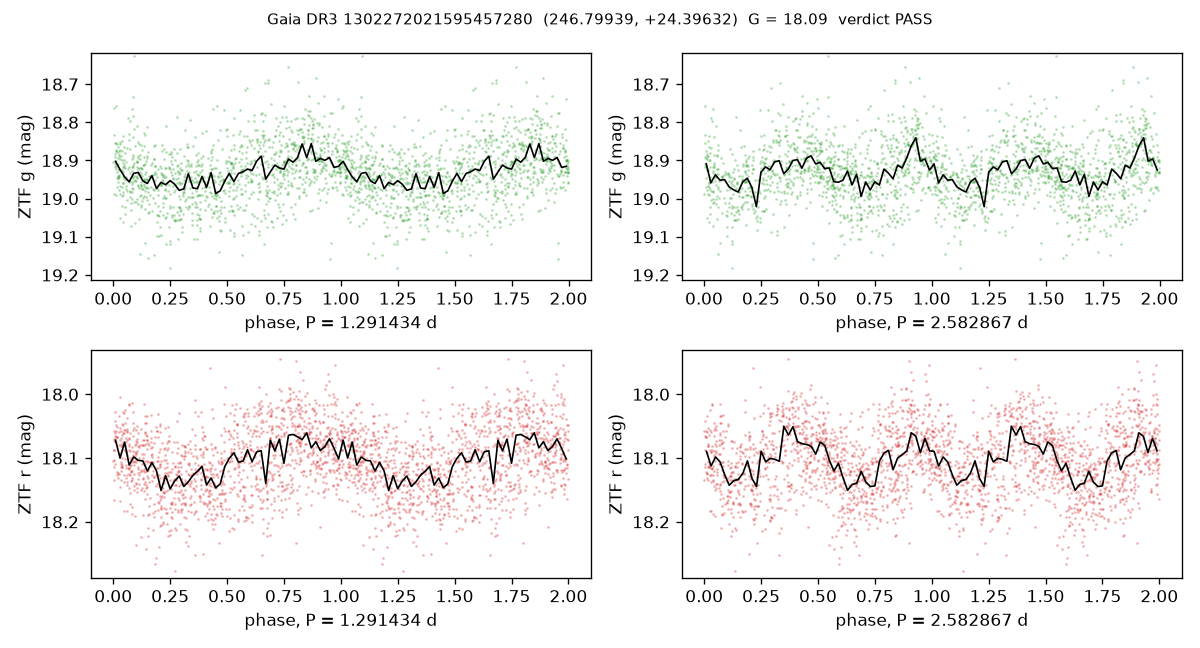 Gaia DR3 1302272021595457280  (246.79939, +24.39632)  G = 18.09  verdict PASS
ZTF g (mag)
18.7
18.8
18.9
19.0
19.1
19.2
0.00 0.25 0.50 0.75 1.00 1.25 1.50 1.75 2.00
phase, P = 1.291434 d
ZTF g (mag)
18.7
18.8
18.9
19.0
19.1
19.2
0.00 0.25 0.50 0.75 1.00 1.25 1.50 1.75 2.00
phase, P = 2.582867 d
ZTF r (mag)
18.0
18.1
18.2
0.00 0.25 0.50 0.75 1.00 1.25 1.50 1.75 2.00
phase, P = 1.291434 d
ZTF r (mag)
18.0
18.1
18.2
0.00 0.25 0.50 0.75 1.00 1.25 1.50 1.75 2.00
phase, P = 2.582867 d